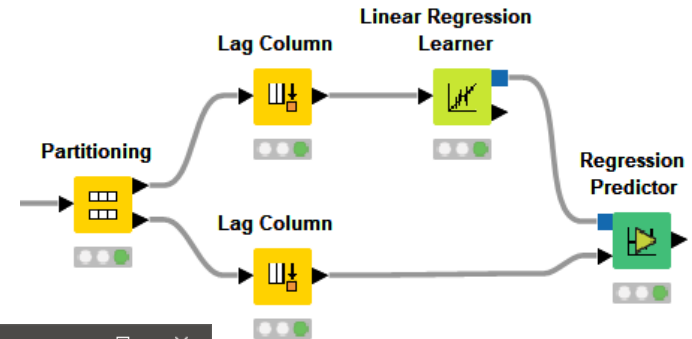 Linear Regression
Learner
Lag Column
Partitioning
Regression
Predictor
Lag Column